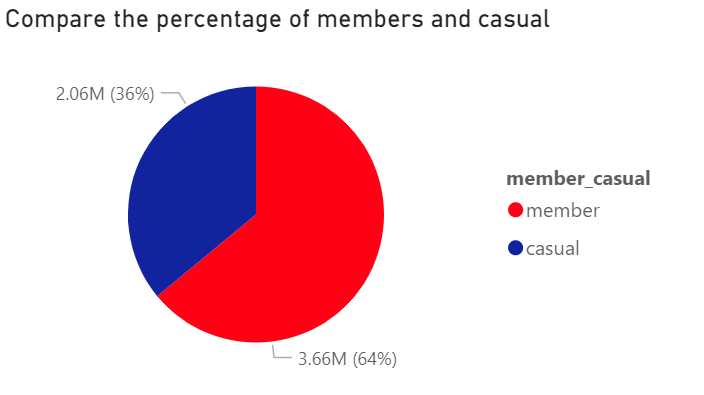 Compare the percentage of members and casual
2.06M (36%)
member_casual
member
casual
3.66M (64%)